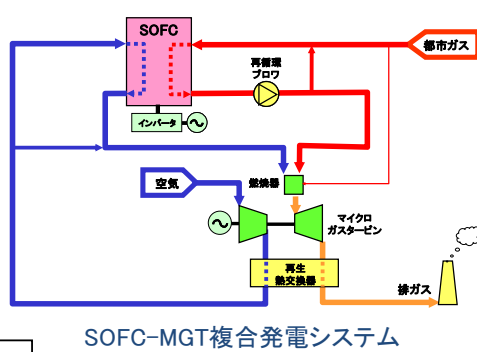 SOFC
都市ガス
再循環
ブロワ
インバータ
空気
燃焼器
マイクロ
ガスタービン
再生
熱交換器
排ガス
SOFC-MGT複合発電システム